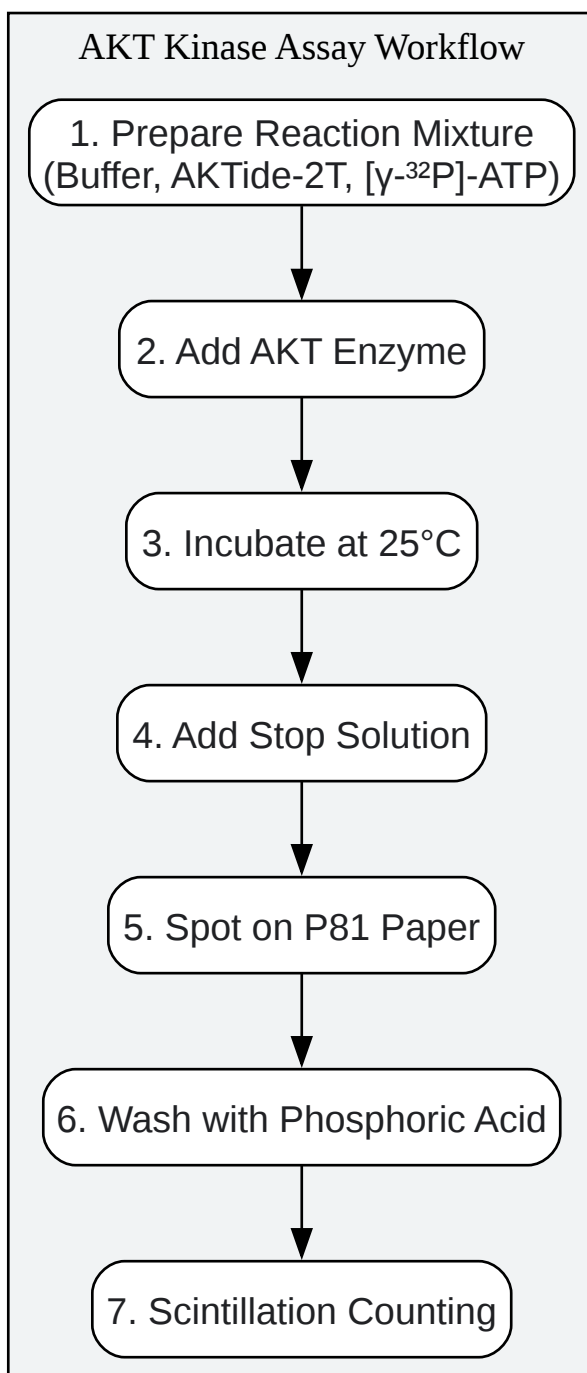 AKT Kinase Assay Workflow
1. Prepare Reaction Mixture
(Buffer, AKTide-2T, [γ-³²P]-ATP)
2. Add AKT Enzyme
3. Incubate at 25°C
4. Add Stop Solution
5. Spot on P81 Paper
6. Wash with Phosphoric Acid
7. Scintillation Counting